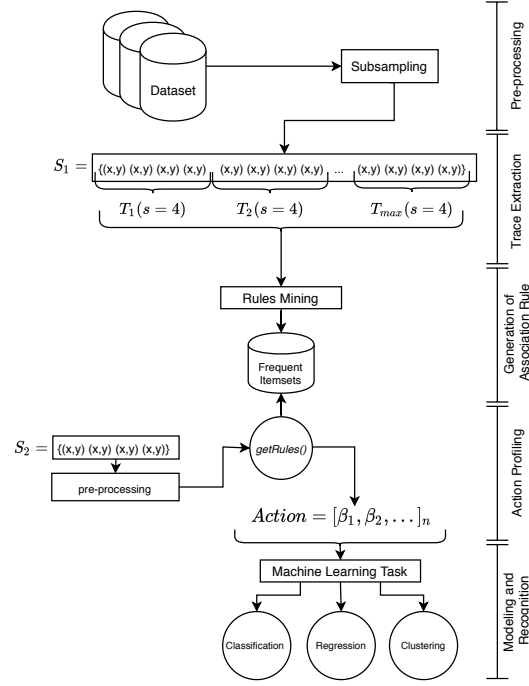 Dataset
Subsampling
Pre-processing
S₁ = {(x,y) (x,y) (x,y) (x,y) (x,y) (x,y) (x,y) (x,y) ... (x,y) (x,y) (x,y) (x,y)}
T₁(s = 4) T₂(s = 4) Tₘₐₓ(s = 4)
Trace Extraction
Rules Mining
Frequent
Itemsets
Generation of
Association Rule
S₂ = {(x,y) (x,y) (x,y) (x,y)}
pre-processing
getRules()
Action = [β₁, β₂, . . .]ₙ
Action Profiling
Machine Learning Task
Classification
Regression
Clustering
Modeling and
Recognition